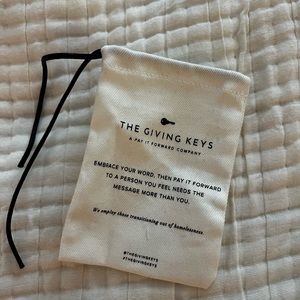 THE GIVING KEYS
A PAY IT FORWARD COMPANY
EMBRACE YOUR WORD, THEN PAY IT FORWARD
TO A PERSON YOU FEEL NEEDS THE
MESSAGE MORE THAN YOU.
We employ those transitioning out of homelessness.
@THEGIVINGKEYS
#THEGIVINGKEYS